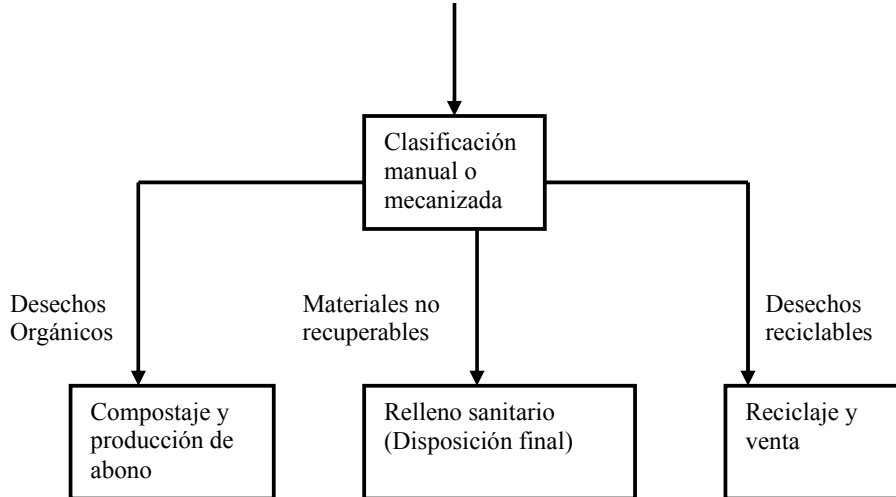 Clasificación
manual o
mecanizada
Desechos
Orgánicos
Materiales no
recuperables
Desechos
reciclables
Compostaje y
producción de
abono
Relleno sanitario
(Disposición final)
Reciclaje y
venta